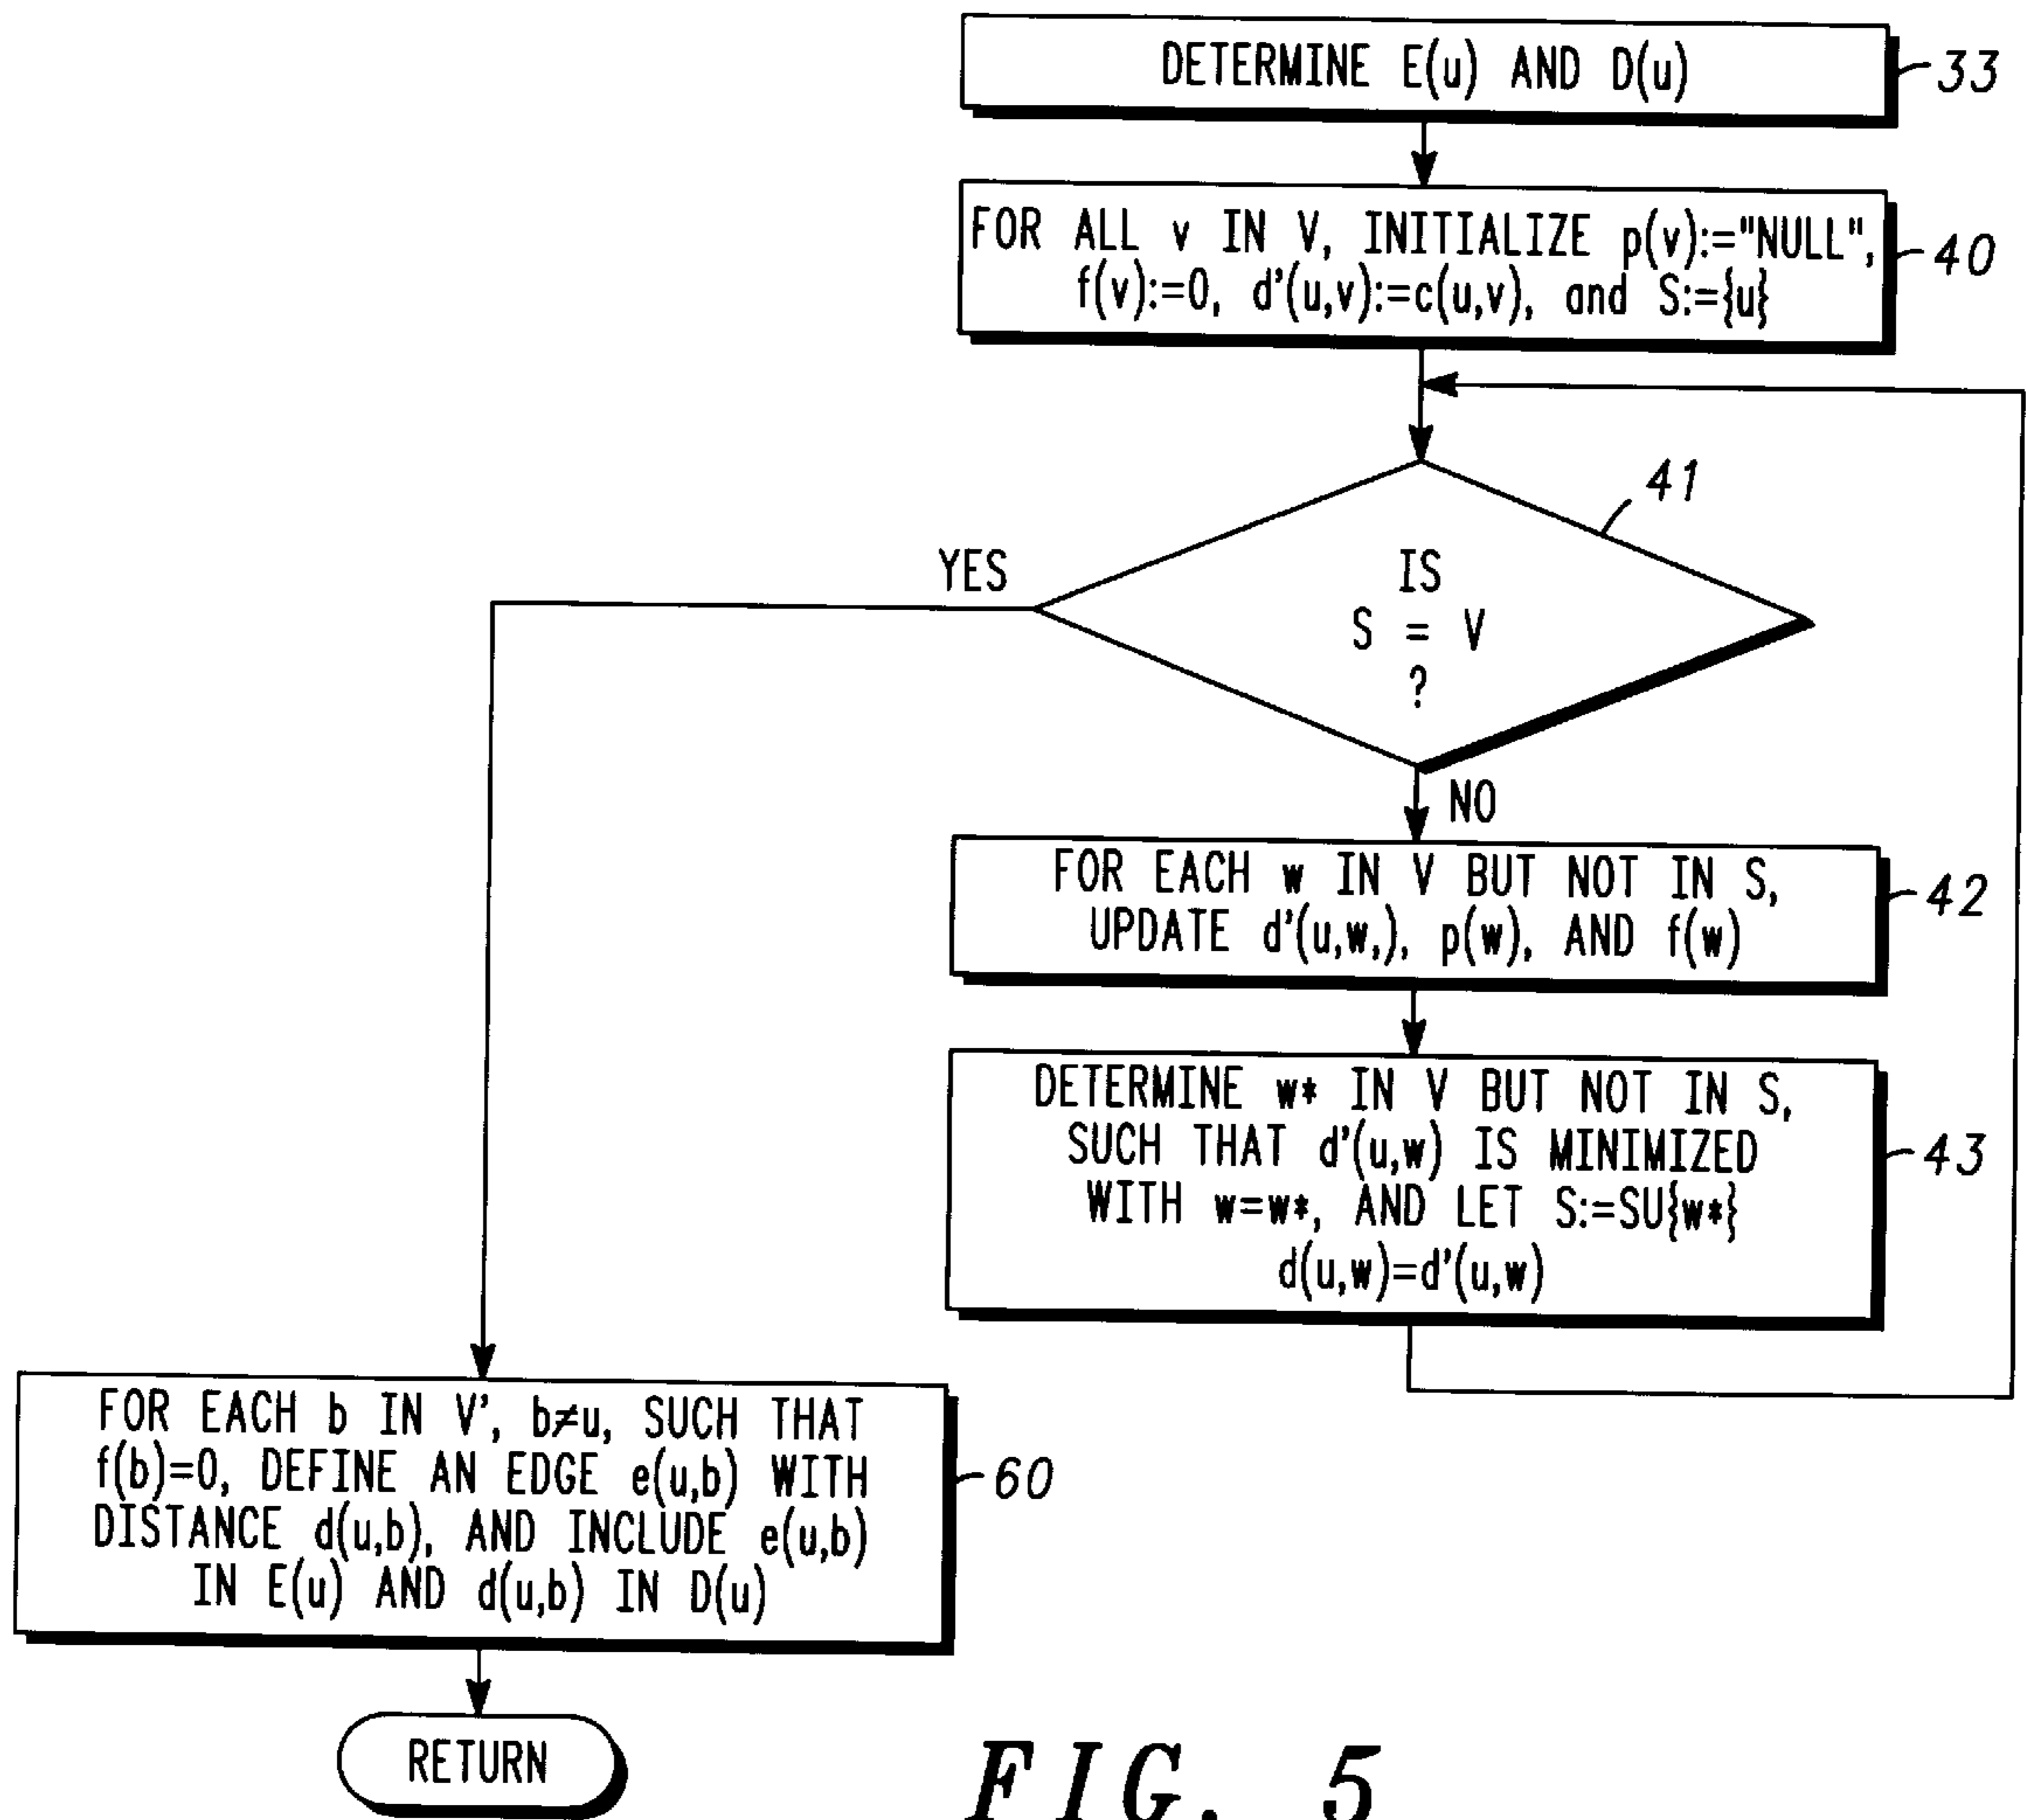 DETERMINE E(u) AND D(u)
33
FOR ALL v IN V, INITIALIZE p(v):="NULL",
f(v):=0, d'(u,v):=c(u,v), and S:={u}
40
41
IS
S = V
?
YES
NO
FOR EACH w IN V BUT NOT IN S,
UPDATE d'(u,w,), p(w), AND f(w)
42
DETERMINE w* IN V BUT NOT IN S,
SUCH THAT d'(u,w) IS MINIMIZED
WITH w=w*, AND LET S:=SU{w*}
d(u,w)=d'(u,w)
43
FOR EACH b IN V', b≠u, SUCH THAT
f(b)=0, DEFINE AN EDGE e(u,b) WITH
DISTANCE d(u,b), AND INCLUDE e(u,b)
IN E(u) AND d(u,b) IN D(u)
60
RETURN
FIG. 5